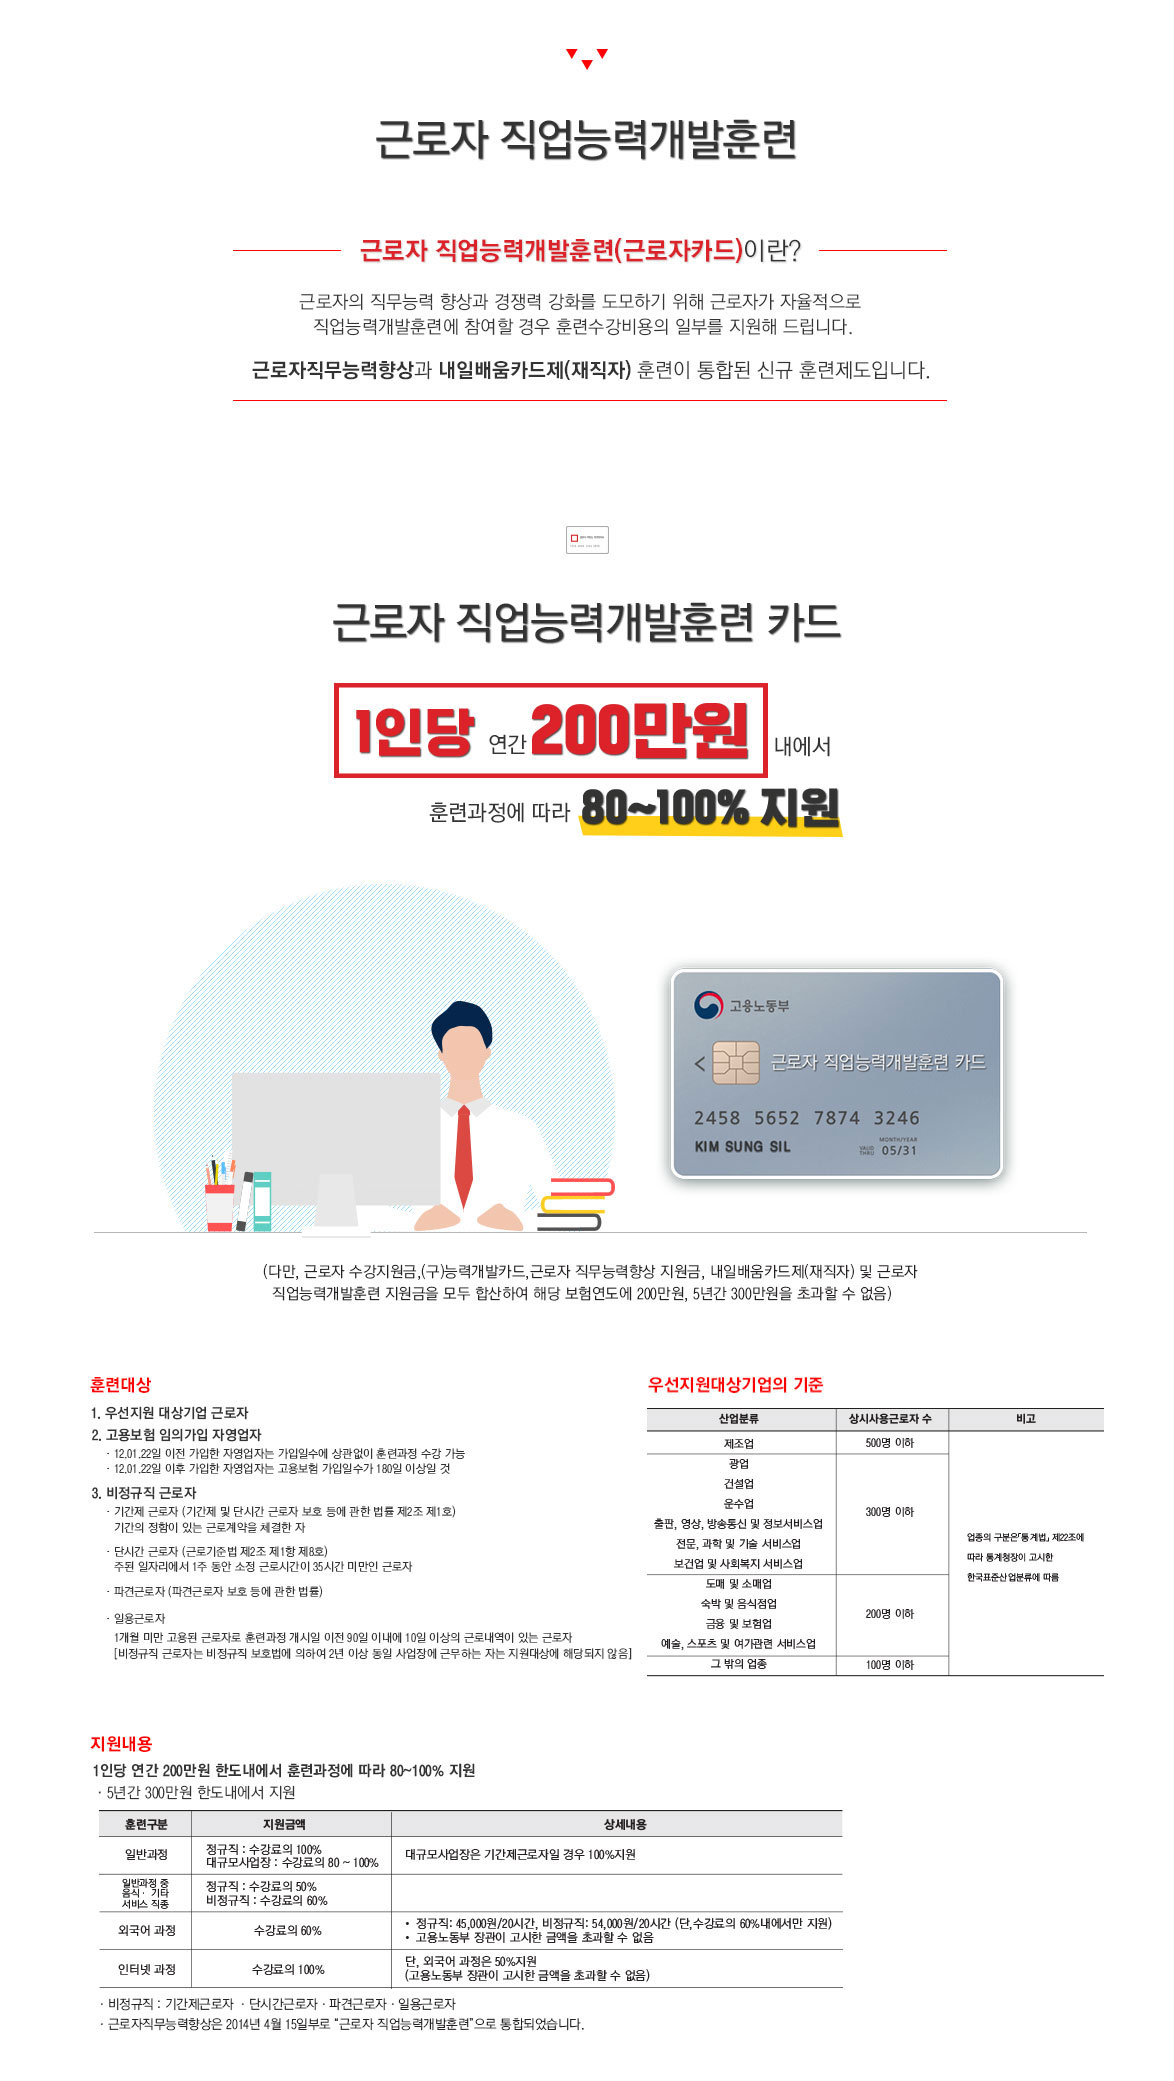 근로자 직업능력개발훈련
근로자 직업능력개발훈련(근로자카드)이란?
근로자의 직무능력 향상과 경쟁력 강화를 도모하기 위해 근로자가 자율적으로
직업능력개발훈련에 참여할 경우 훈련수강비용의 일부를 지원해 드립니다.
근로자직무능력향상과 내일배움카드제(재직자) 훈련이 통합된 신규 훈련제도입니다.
근로자 직업능력개발훈련 카드
1인당 연간 200만원 내에서
훈련과정에 따라 80~100% 지원
고용노동부
근로자 직업능력개발훈련 카드
2458 5652 7874 3246
MONTH/YEAR
KIM SUNG SIL VALID THRU 05/31
(다만, 근로자 수강지원금,(구)능력개발카드,근로자 직무능력향상 지원금, 내일배움카드제(재직자) 및 근로자
직업능력개발훈련 지원금을 모두 합산하여 해당 보험연도에 200만원, 5년간 300만원을 초과할 수 없음)
훈련대상
1. 우선지원 대상기업 근로자
2. 고용보험 임의가입 자영업자
· 12.01.22일 이전 가입한 자영업자는 가입일수에 상관없이 훈련과정 수강 가능
· 12.01.22일 이후 가입한 자영업자는 고용보험 가입일수가 180일 이상일 것
3. 비정규직 근로자
· 기간제 근로자 (기간제 및 단시간 근로자 보호 등에 관한 법률 제2조 제1호)
기간의 정함이 있는 근로계약을 체결한 자
· 단시간 근로자 (근로기준법 제2조 제1항 제8호)
주된 일자리에서 1주 동안 소정 근로시간이 35시간 미만인 근로자
· 파견근로자 (파견근로자 보호 등에 관한 법률)
· 일용근로자
1개월 미만 고용된 근로자로 훈련과정 개시일 이전 90일 이내에 10일 이상의 근로내역이 있는 근로자
[비정규직 근로자는 비정규직 보호법에 의하여 2년 이상 동일 사업장에 근무하는 자는 지원대상에 해당되지 않음]
우선지원대상기업의 기준
산업분류 상시사용근로자 수 비고
제조업 500명 이하
광업
건설업
운수업
300명 이하
출판, 영상, 방송통신 및 정보서비스업
전문, 과학 및 기술 서비스업
보건업 및 사회복지 서비스업
도매 및 소매업
숙박 및 음식점업
200명 이하
금융 및 보험업
예술, 스포츠 및 여가관련 서비스업
그 밖의 업종 100명 이하
업종의 구분은「통계법」 제22조에
따라 통계청장이 고시한
한국표준산업분류에 따름
지원내용
1인당 연간 200만원 한도내에서 훈련과정에 따라 80~100% 지원
· 5년간 300만원 한도내에서 지원
훈련구분 지원금액 상세내용
일반과정
정규직 : 수강료의 100%
대규모사업장 : 수강료의 80 ~ 100%
대규모사업장은 기간제근로자일 경우 100%지원
일반과정 중
음식 · 기타
서비스 직종
정규직 : 수강료의 50%
비정규직 : 수강료의 60%
외국어 과정
수강료의 60%
• 정규직: 45,000원/20시간, 비정규직: 54,000원/20시간 (단,수강료의 60%내에서만 지원)
• 고용노동부 장관이 고시한 금액을 초과할 수 없음
인터넷 과정
수강료의 100%
단, 외국어 과정은 50%지원
(고용노동부 장관이 고시한 금액을 초과할 수 없음)
· 비정규직 : 기간제근로자 · 단시간근로자 · 파견근로자 · 일용근로자
· 근로자직무능력향상은 2014년 4월 15일부로 "근로자 직업능력개발훈련"으로 통합되었습니다.